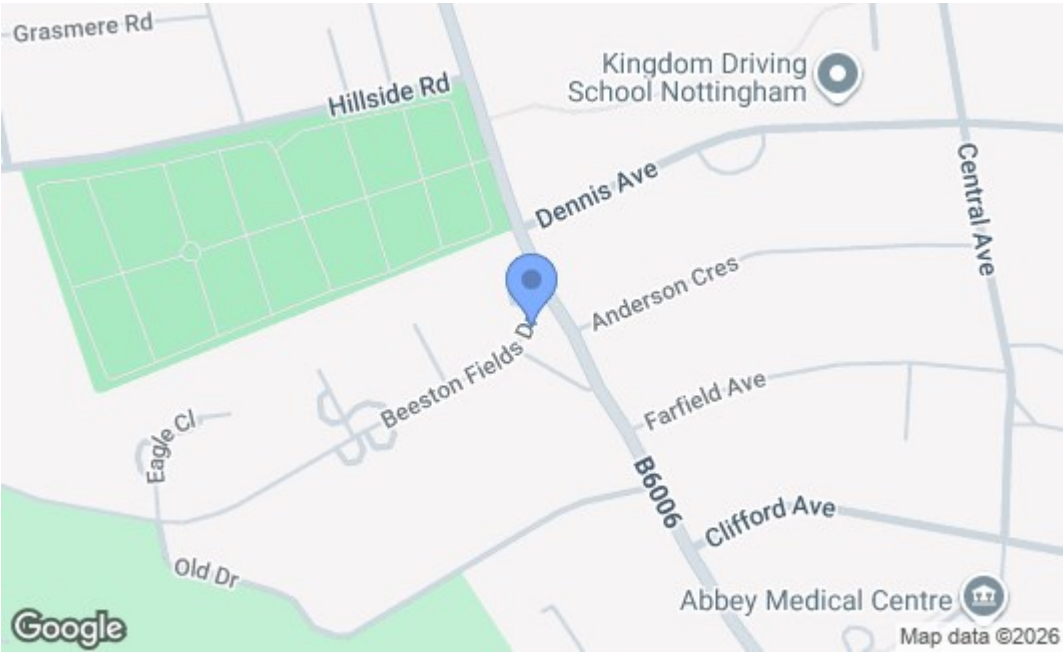 Grasmere Rd
Hillside Rd
Kingdom Driving
School Nottingham
Dennis Ave
Central Ave
Anderson Cres
Beeston Fields Dr
Farfield Ave
Eagle Cl
B6006
Clifford Ave
Old Dr
Abbey Medical Centre
Google
Map data ©2026